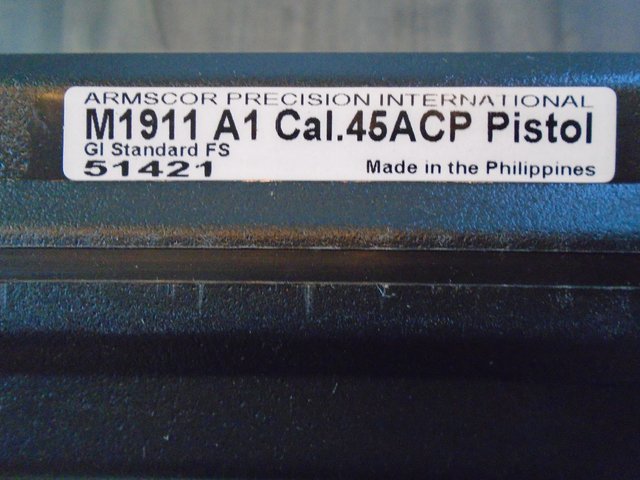 ARMSCOR PRECISION INTERNATIONAL
M1911 A1 Cal.45ACP Pistol
GI Standard FS
51421
Made in the Philippines